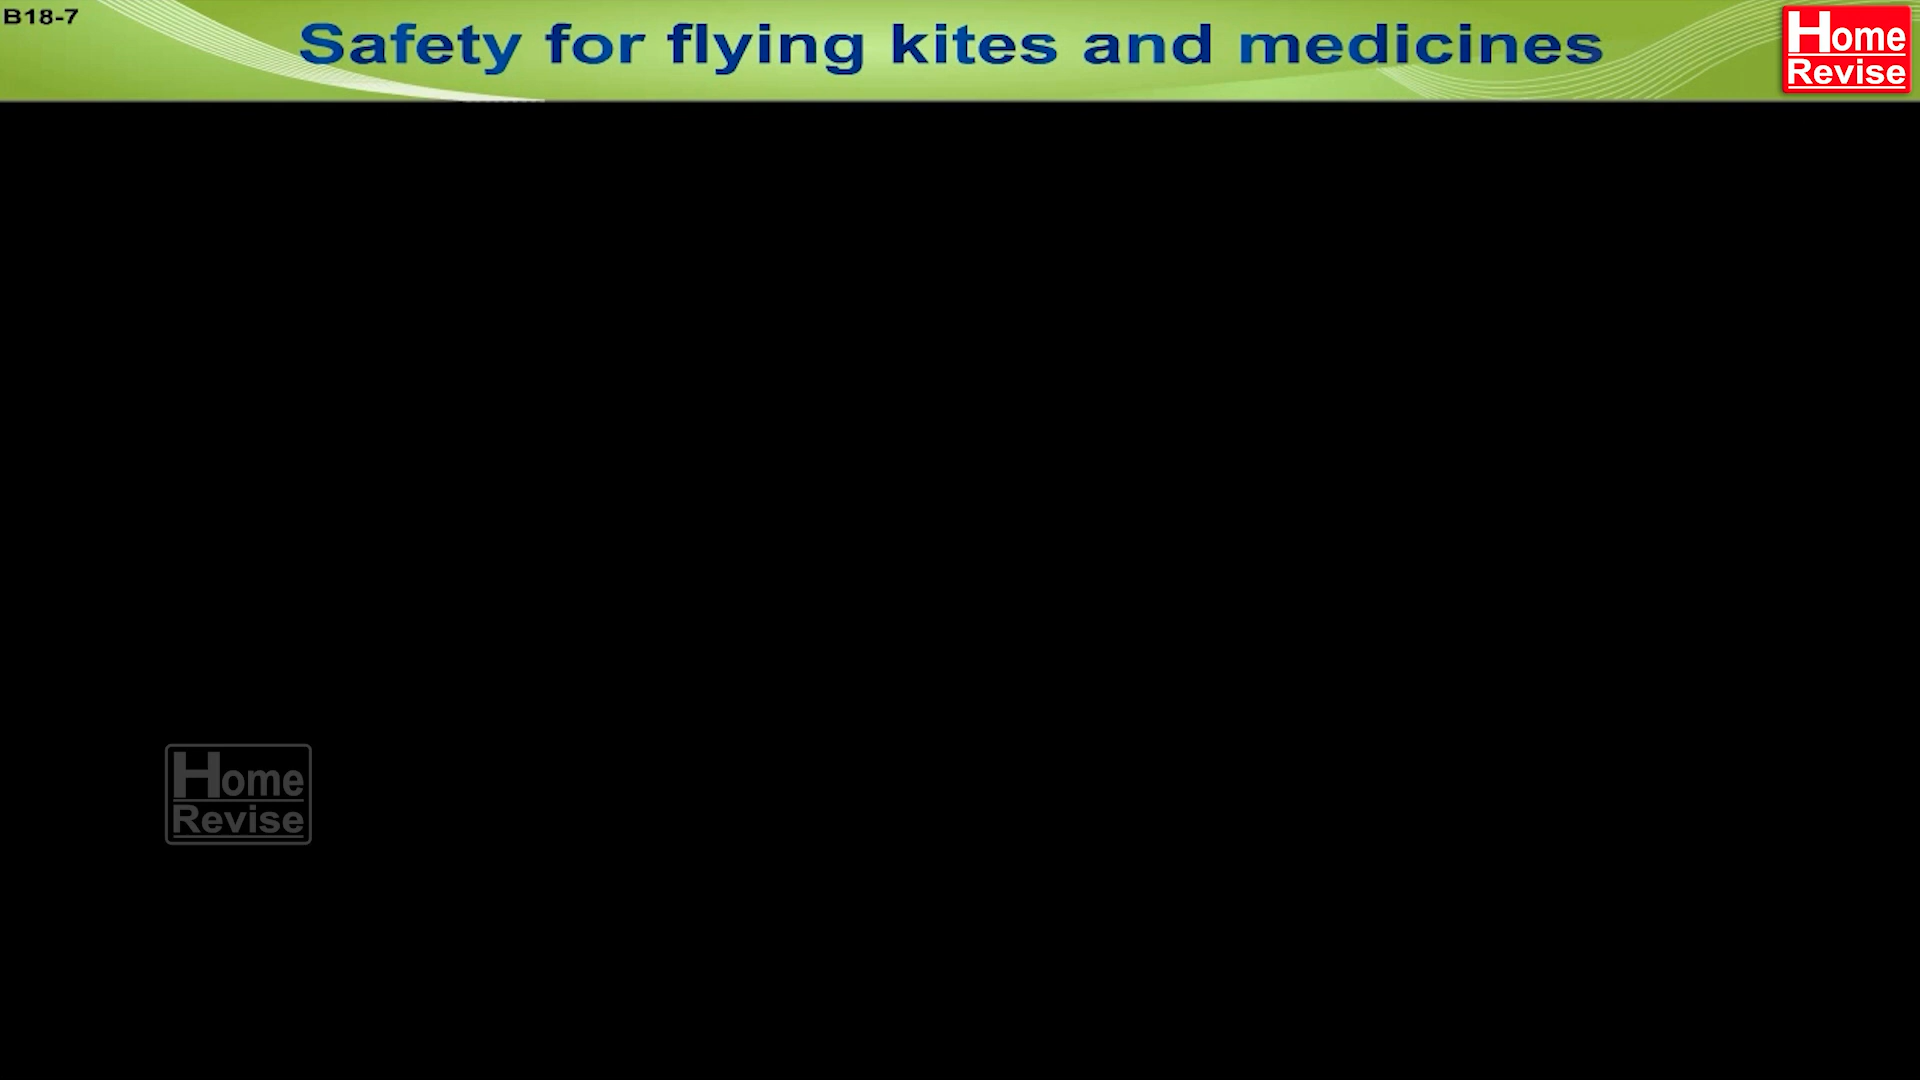 B18-7
Safety for flying kites and medicines
Home
Revise
Home
Revise